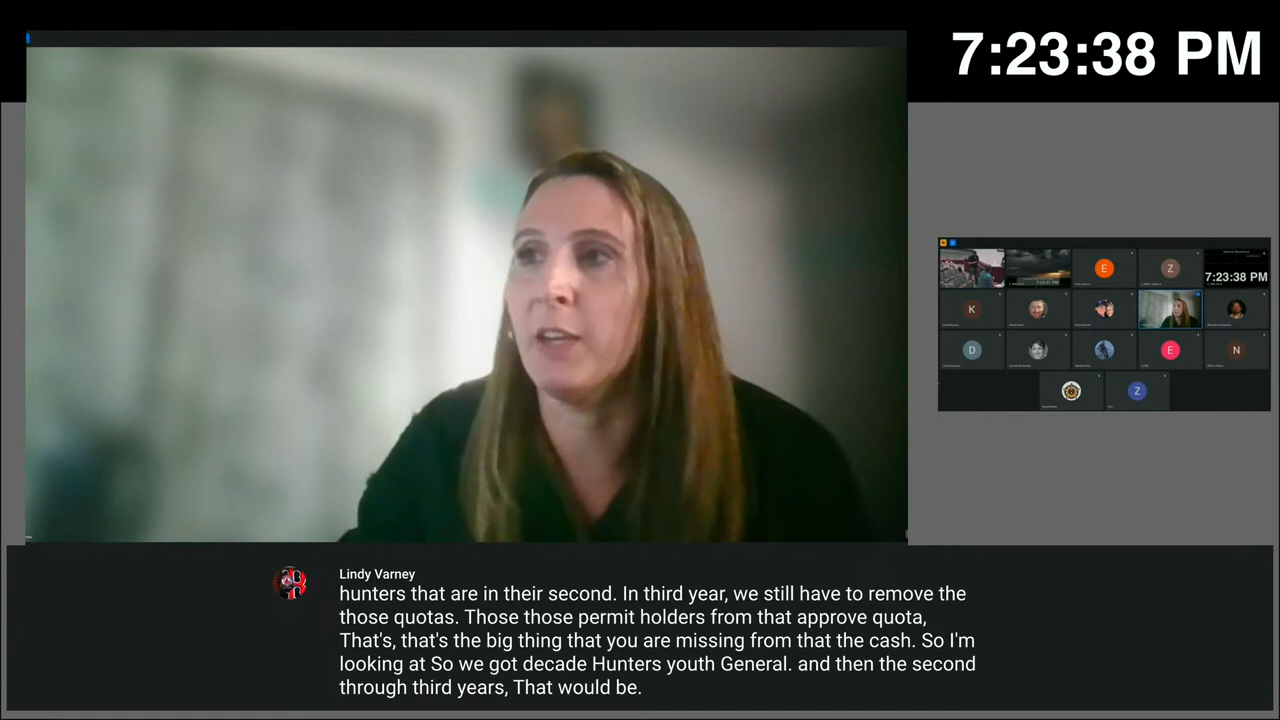 7:23:38 PM
7:23:38 PM
E
Z
K
D
E
N
Z
Lindy Varney
hunters that are in their second. In third year, we still have to remove the
those quotas. Those those permit holders from that approve quota,
That's, that's the big thing that you are missing from that the cash. So I'm
looking at So we got decade Hunters youth General. and then the second
through third years, That would be.